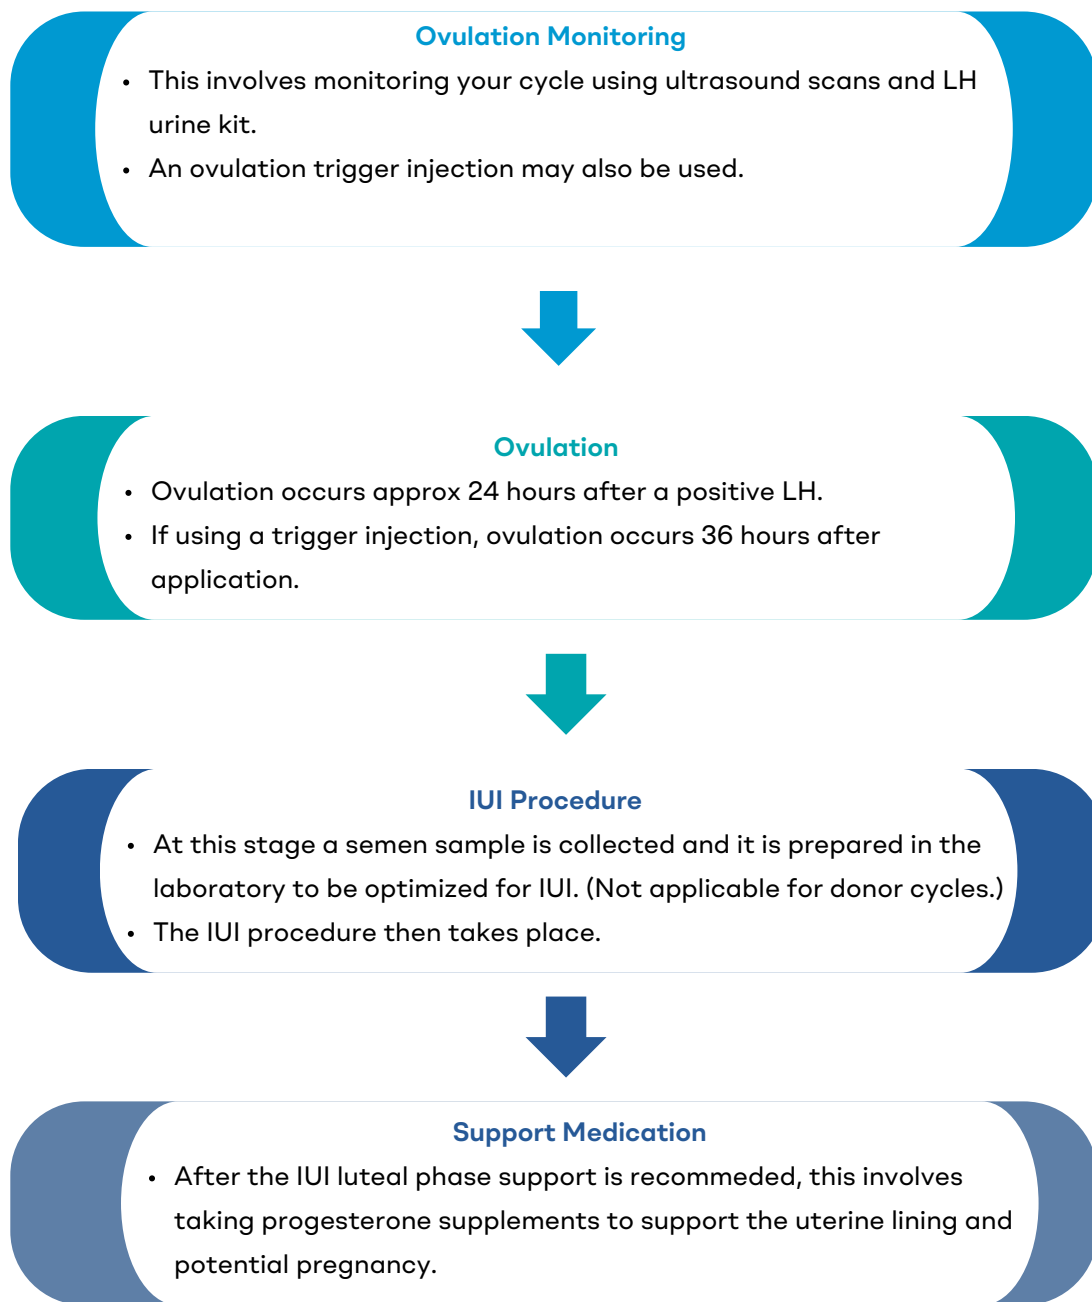 Ovulation Monitoring
• This involves monitoring your cycle using ultrasound scans and LH
urine kit.
• An ovulation trigger injection may also be used.
Ovulation
• Ovulation occurs approx 24 hours after a positive LH.
• If using a trigger injection, ovulation occurs 36 hours after
application.
IUI Procedure
• At this stage a semen sample is collected and it is prepared in the
laboratory to be optimized for IUI. (Not applicable for donor cycles.)
• The IUI procedure then takes place.
Support Medication
• After the IUI luteal phase support is recommeded, this involves
taking progesterone supplements to support the uterine lining and
potential pregnancy.